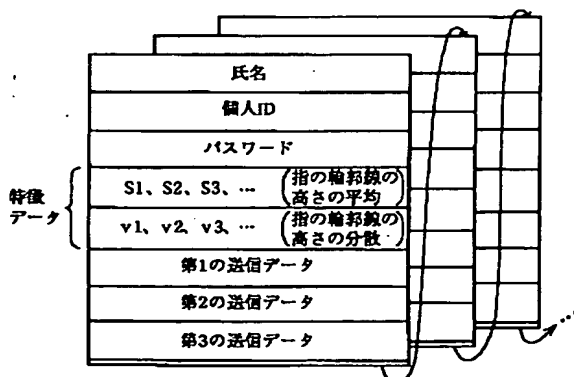 氏名
個人ID
パスワード
特徴
データ
S1、S2、S3、…
(指の輪郭線の
高さの平均)
v1、v2、v3、…
(指の輪郭線の
高さの分散)
第1の送信データ
第2の送信データ
第3の送信データ
…